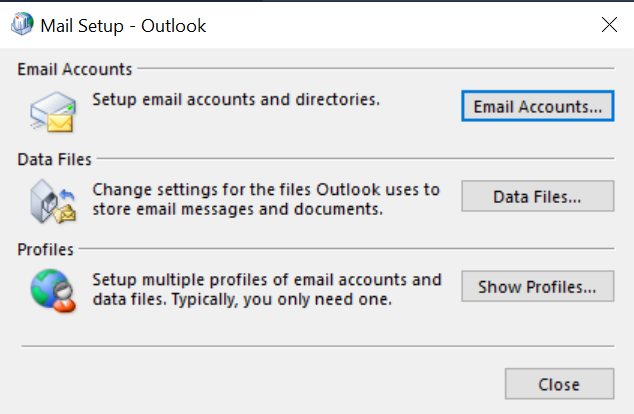 Mail Setup - Outlook
Email Accounts
Setup email accounts and directories.
Email Accounts...
Data Files
Change settings for the files Outlook uses to
store email messages and documents.
Data Files...
Profiles
Setup multiple profiles of email accounts and
data files. Typically, you only need one.
Show Profiles...
Close